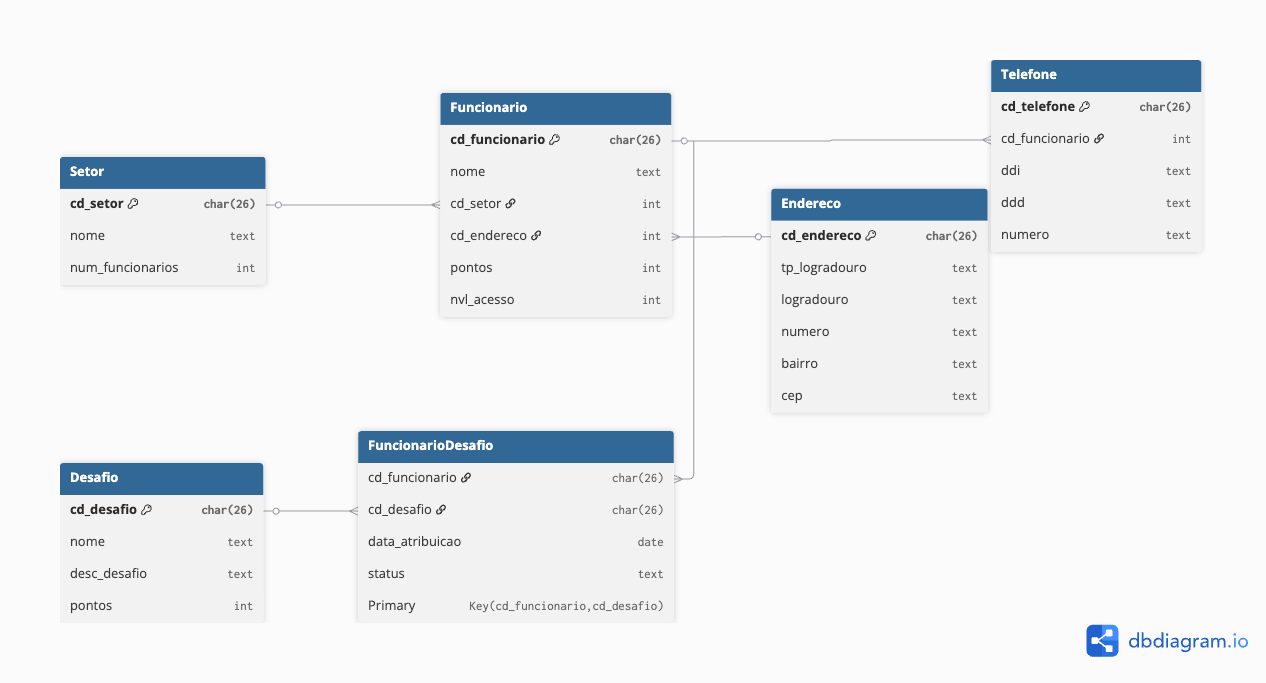 Setor
cd_setor char(26)
nome text
num_funcionarios int
Funcionario
cd_funcionario char(26)
nome text
cd_setor int
cd_endereco int
pontos int
nvl_acesso int
Telefone
cd_telefone char(26)
cd_funcionario int
ddi text
ddd text
numero text
Endereco
cd_endereco char(26)
tp_logradouro text
logradouro text
numero text
bairro text
cep text
Desafio
cd_desafio char(26)
nome text
desc_desafio text
pontos int
FuncionarioDesafio
cd_funcionario char(26)
cd_desafio char(26)
data_atribuicao date
status text
Primary Key(cd_funcionario,cd_desafio)
dbdiagram.io